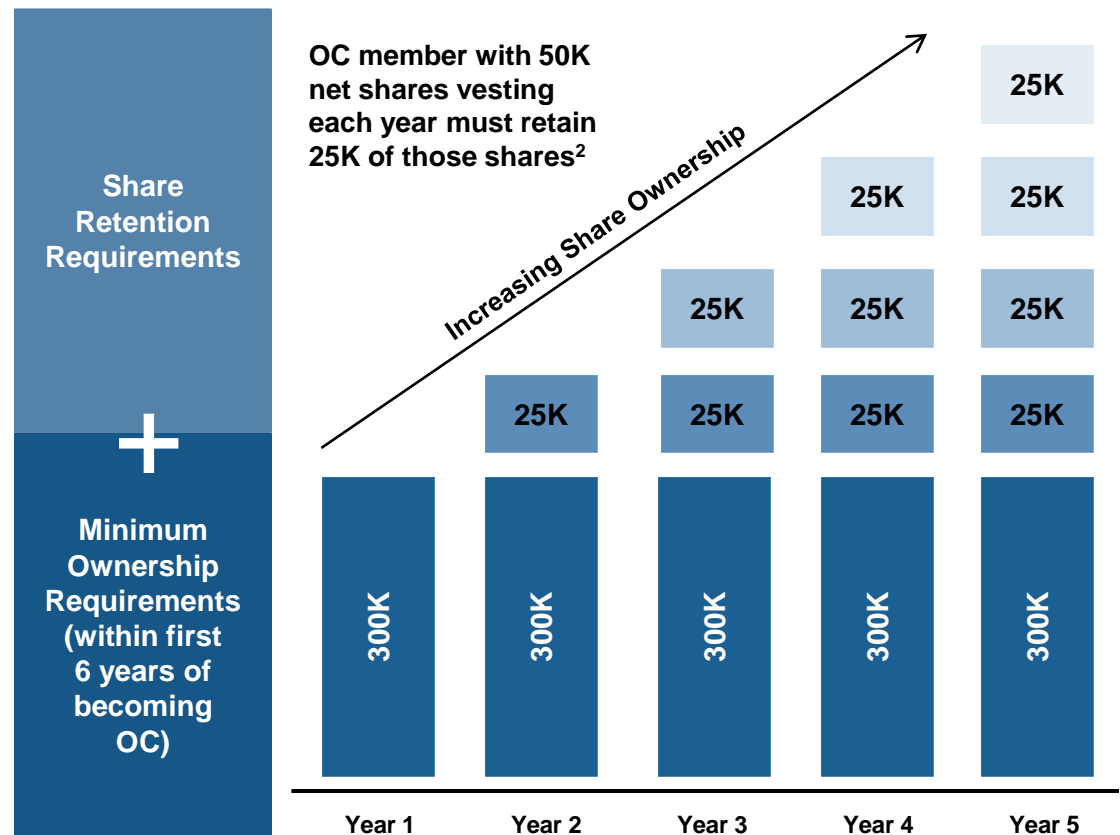 Share
Retention
Requirements
+
Minimum
Ownership
Requirements
(within first
6 years of
becoming
OC)
OC member with 50K
net shares vesting
each year must retain
25K of those shares²
Increasing Share Ownership
25K
25K
25K
25K
25K
25K
25K
25K
25K
25K
300K
300K
300K
300K
300K
Year 1
Year 2
Year 3
Year 4
Year 5